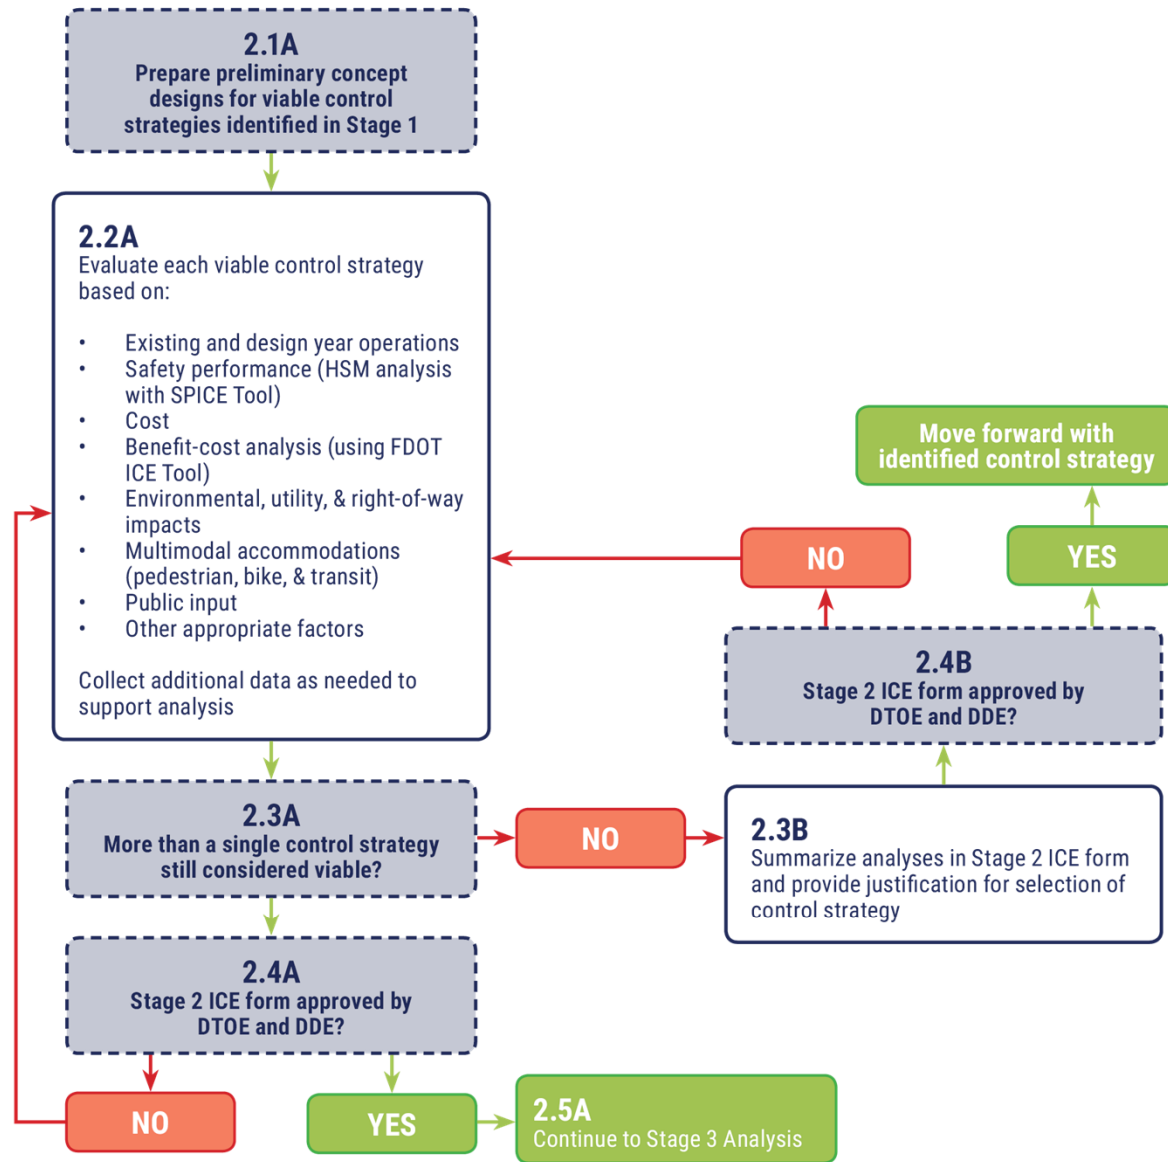 2.1A
Prepare preliminary concept
designs for viable control
strategies identified in Stage 1
2.2A
Evaluate each viable control strategy
based on:
• Existing and design year operations
• Safety performance (HSM analysis
with SPICE Tool)
• Cost
• Benefit-cost analysis (using FDOT
ICE Tool)
• Environmental, utility, & right-of-way
impacts
• Multimodal accommodations
(pedestrian, bike, & transit)
• Public input
• Other appropriate factors
Collect additional data as needed to
support analysis
2.3A
More than a single control strategy
still considered viable?
NO
2.3B
Summarize analyses in Stage 2 ICE form
and provide justification for selection of
control strategy
2.4B
Stage 2 ICE form approved by
DTOE and DDE?
NO
YES
Move forward with
identified control strategy
2.4A
Stage 2 ICE form approved by
DTOE and DDE?
NO
YES
2.5A
Continue to Stage 3 Analysis